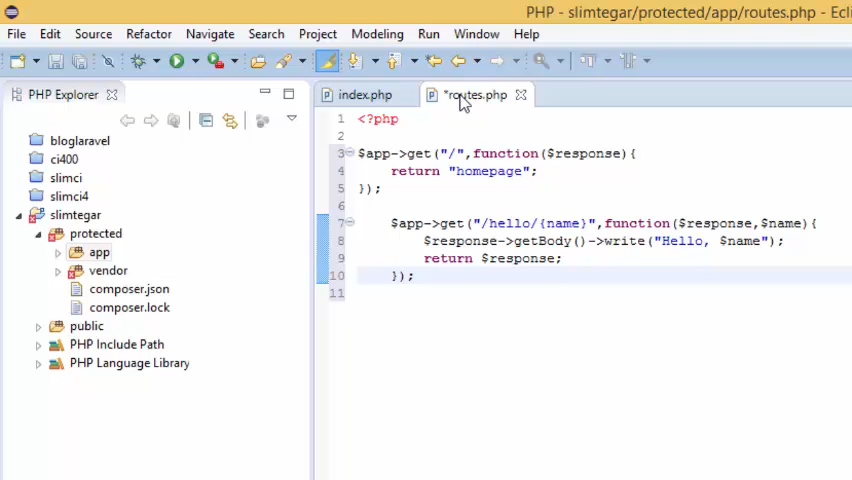 PHP - slimtegar/protected/app/routes.php - Ecli
File Edit Source Refactor Navigate Search Project Modeling Run Window Help
PHP Explorer
index.php
*routes.php
bloglaravel
ci400
slimci
slimci4
slimtegar
protected
app
vendor
composer.json
composer.lock
public
PHP Include Path
PHP Language Library
1 <?php
2
3 $app->get("/",function($response){
4 return "homepage";
5 });
6
7 $app->get("/hello/{name}",function($response,$name){
8 $response->getBody()->write("Hello, $name");
9 return $response;
10 });
11